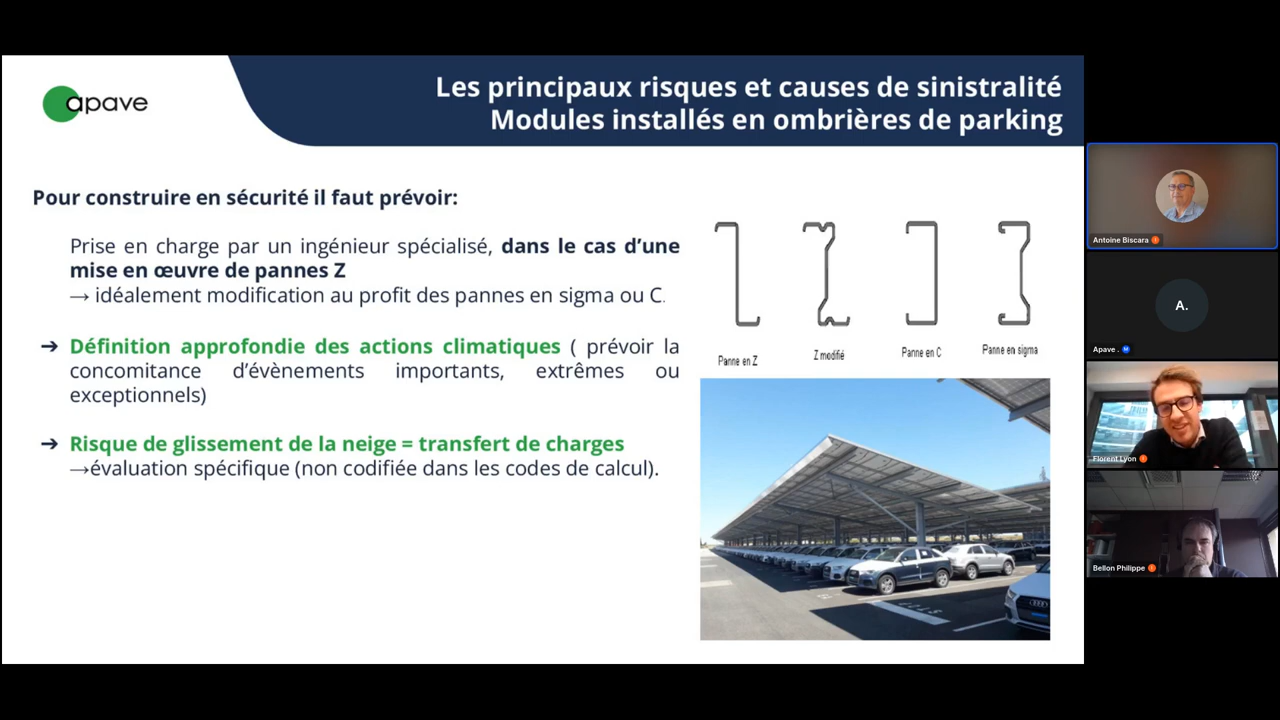 apave
Les principaux risques et causes de sinistralité
Modules installés en ombrières de parking
Pour construire en sécurité il faut prévoir:
Prise en charge par un ingénieur spécialisé, dans le cas d’une
mise en œuvre de pannes Z
→ idéalement modification au profit des pannes en sigma ou C.
➔ Définition approfondie des actions climatiques ( prévoir la
concomitance d’évènements importants, extrêmes ou
exceptionnels)
➔ Risque de glissement de la neige = transfert de charges
→évaluation spécifique (non codifiée dans les codes de calcul).
Panne en Z
Z modifié
Panne en C
Panne en sigma
Antoine Biscara
A.
Apave .
M
Florent Lyon
Bellon Philippe